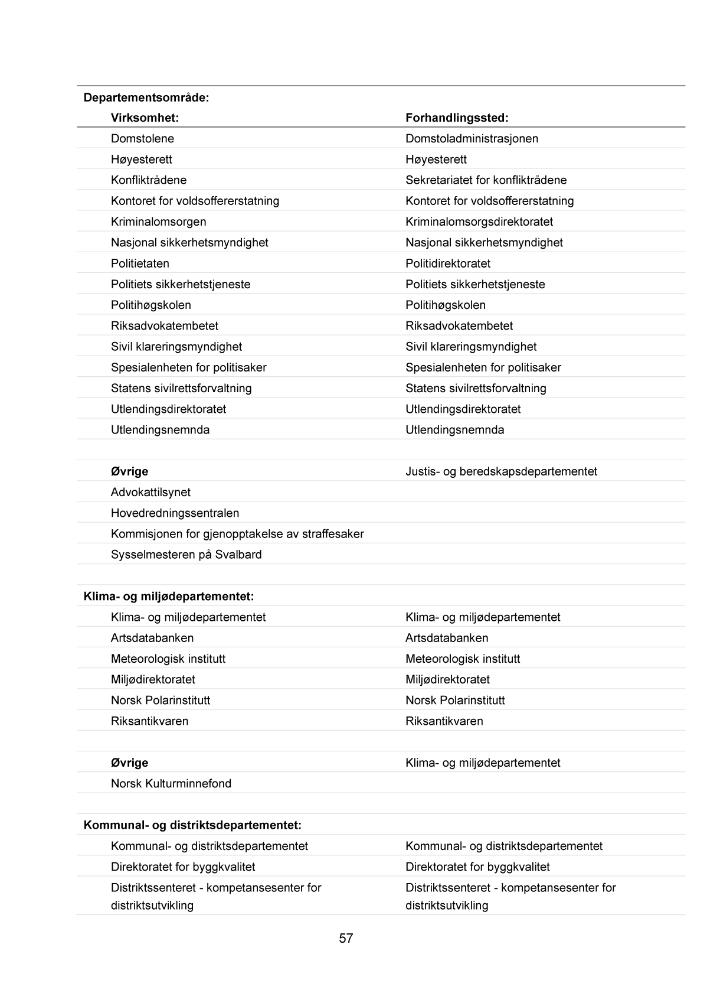 Departementsområde:
Virksomhet: Forhandlingssted:
Domstolene Domstoladministrasjonen
Høyesterett Høyesterett
Konfliktrådene Sekretariatet for konfliktrådene
Kontoret for voldsoffererstatning Kontoret for voldsoffererstatning
Kriminalomsorgen Kriminalomsorgsdirektoratet
Nasjonal sikkerhetsmyndighet Nasjonal sikkerhetsmyndighet
Politietaten Politidirektoratet
Politiets sikkerhetstjeneste Politiets sikkerhetstjeneste
Politihøgskolen Politihøgskolen
Riksadvokatembetet Riksadvokatembetet
Sivil klareringsmyndighet Sivil klareringsmyndighet
Spesialenheten for politisaker Spesialenheten for politisaker
Statens sivilrettsforvaltning Statens sivilrettsforvaltning
Utlendingsdirektoratet Utlendingsdirektoratet
Utlendingsnemnda Utlendingsnemnda
Øvrige Justis- og beredskapsdepartementet
Advokattilsynet
Hovedredningssentralen
Kommisjonen for gjenopptakelse av straffesaker
Sysselmesteren på Svalbard
Klima- og miljødepartementet:
Klima- og miljødepartementet Klima- og miljødepartementet
Artsdatabanken Artsdatabanken
Meteorologisk institutt Meteorologisk institutt
Miljødirektoratet Miljødirektoratet
Norsk Polarinstitutt Norsk Polarinstitutt
Riksantikvaren Riksantikvaren
Øvrige Klima- og miljødepartementet
Norsk Kulturminnefond
Kommunal- og distriktsdepartementet:
Kommunal- og distriktsdepartementet Kommunal- og distriktsdepartementet
Direktoratet for byggkvalitet Direktoratet for byggkvalitet
Distriktssenteret - kompetansesenter for Distriktssenteret - kompetansesenter for
distriktsutvikling distriktsutvikling
57